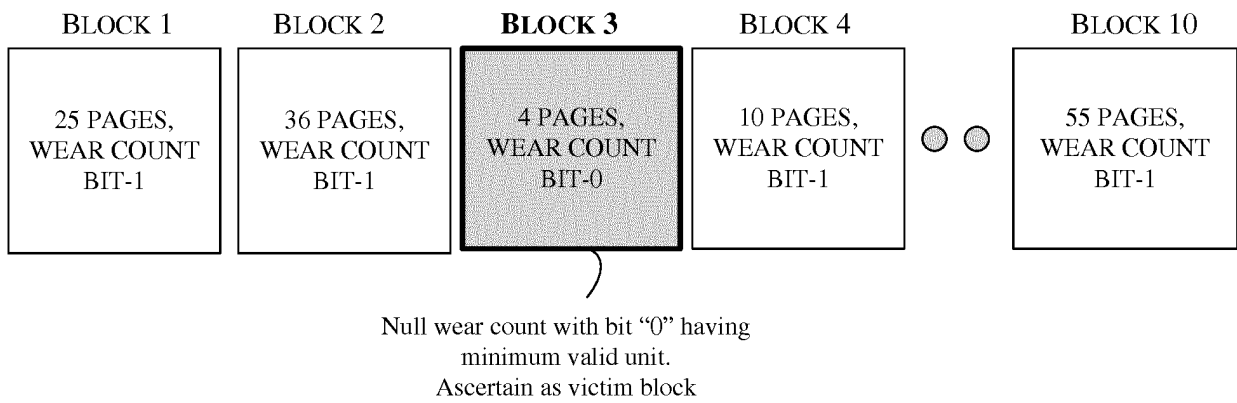 BLOCK 1 BLOCK 2 BLOCK 3 BLOCK 4 BLOCK 10
25 PAGES,
WEAR COUNT
BIT-1
36 PAGES,
WEAR COUNT
BIT-1
4 PAGES,
WEAR COUNT
BIT-0
10 PAGES,
WEAR COUNT
BIT-1
55 PAGES,
WEAR COUNT
BIT-1
Null wear count with bit “0” having
minimum valid unit.
Ascertain as victim block